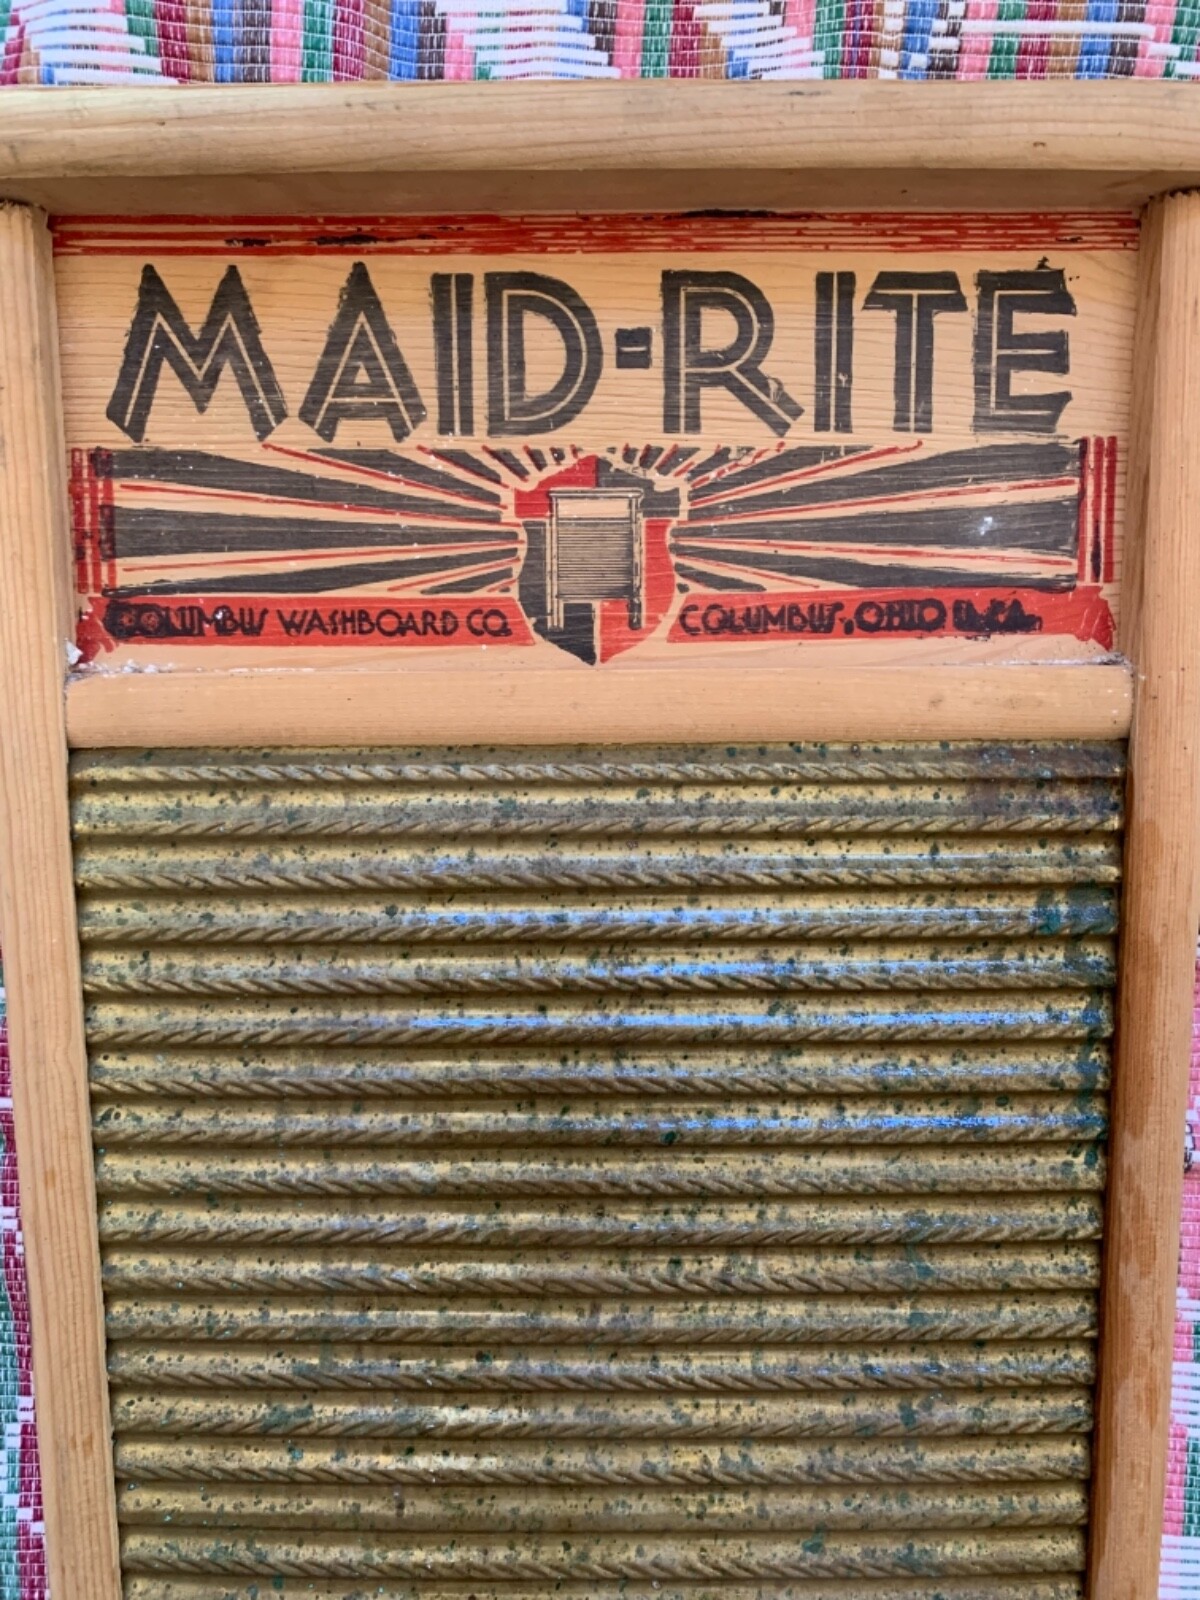 MAID-RITE
COLUMBUS WASHBOARD CO. COLUMBUS, OHIO U.S.A.